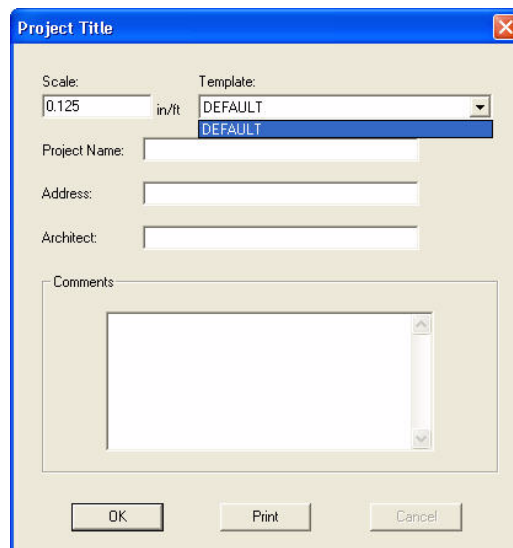 Project Title
Scale:
Template:
0.125 in/ft
DEFAULT
DEFAULT
Project Name:
Address:
Architect:
Comments
OK
Print
Cancel